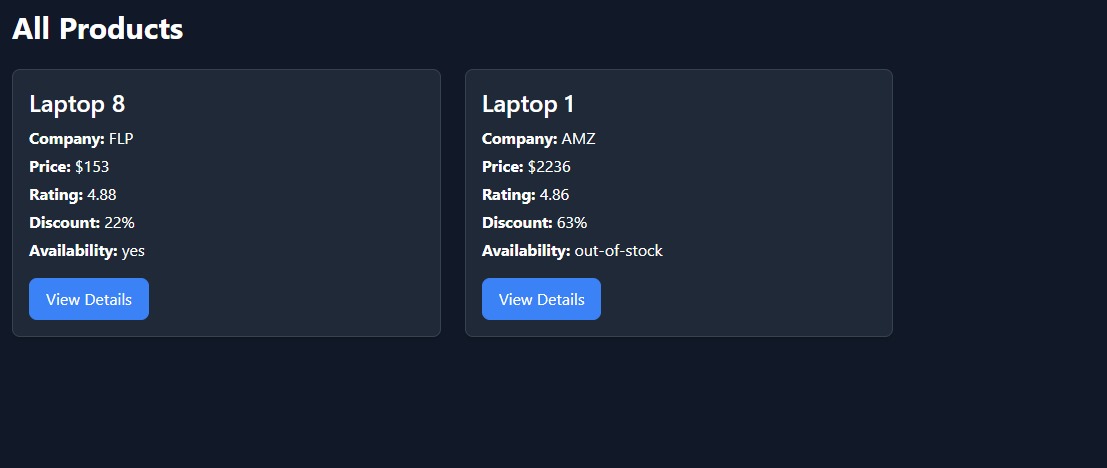 All Products
Laptop 8
Company: FLP
Price: $153
Rating: 4.88
Discount: 22%
Availability: yes
View Details
Laptop 1
Company: AMZ
Price: $2236
Rating: 4.86
Discount: 63%
Availability: out-of-stock
View Details